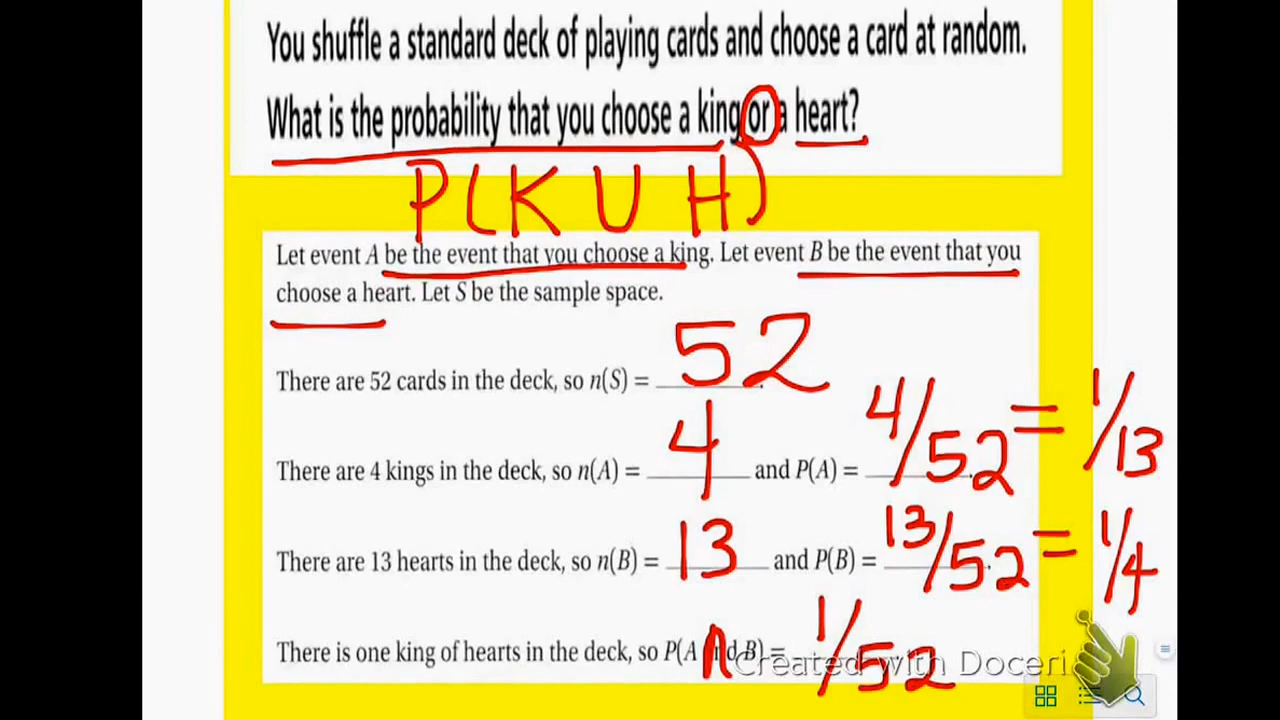 You shuffle a standard deck of playing cards and choose a card at random.
What is the probability that you choose a king or a heart?
P(K U H)
Let event A be the event that you choose a king. Let event B be the event that you
choose a heart. Let S be the sample space.
There are 52 cards in the deck, so n(S) = 52.
There are 4 kings in the deck, so n(A) = 4 and P(A) = 4/52 = 1/13
There are 13 hearts in the deck, so n(B) = 13 and P(B) = 13/52 = 1/4
There is one king of hearts in the deck, so P(A ∩ B) = 1/52
Created with Doceri